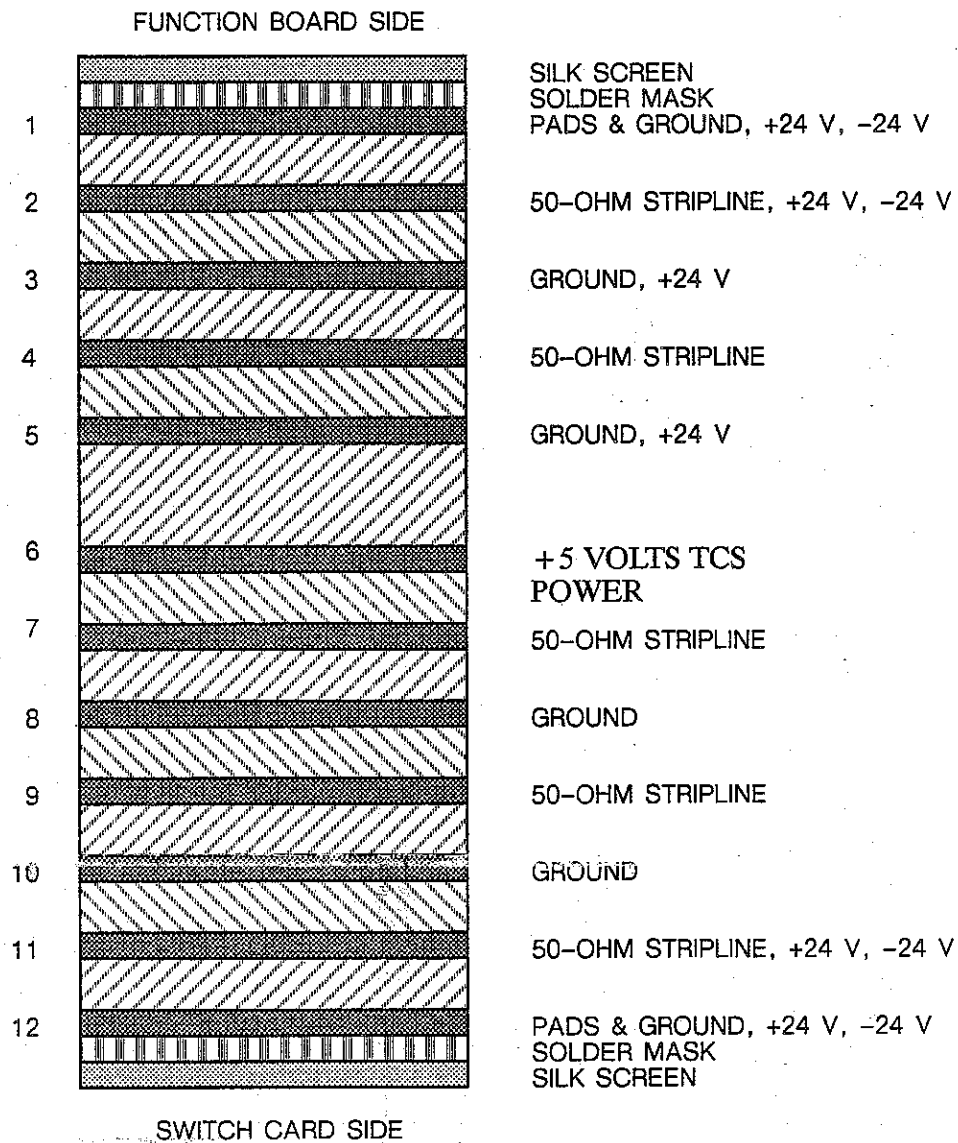 FUNCTION BOARD SIDE
SILK SCREEN
SOLDER MASK
1 PADS & GROUND, +24 V, -24 V
2 50-OHM STRIPLINE, +24 V, -24 V
3 GROUND, +24 V
4 50-OHM STRIPLINE
5 GROUND, +24 V
6 +5 VOLTS TCS
POWER
7 50-OHM STRIPLINE
8 GROUND
9 50-OHM STRIPLINE
10 GROUND
11 50-OHM STRIPLINE, +24 V, -24 V
12 PADS & GROUND, +24 V, -24 V
SOLDER MASK
SILK SCREEN
SWITCH CARD SIDE